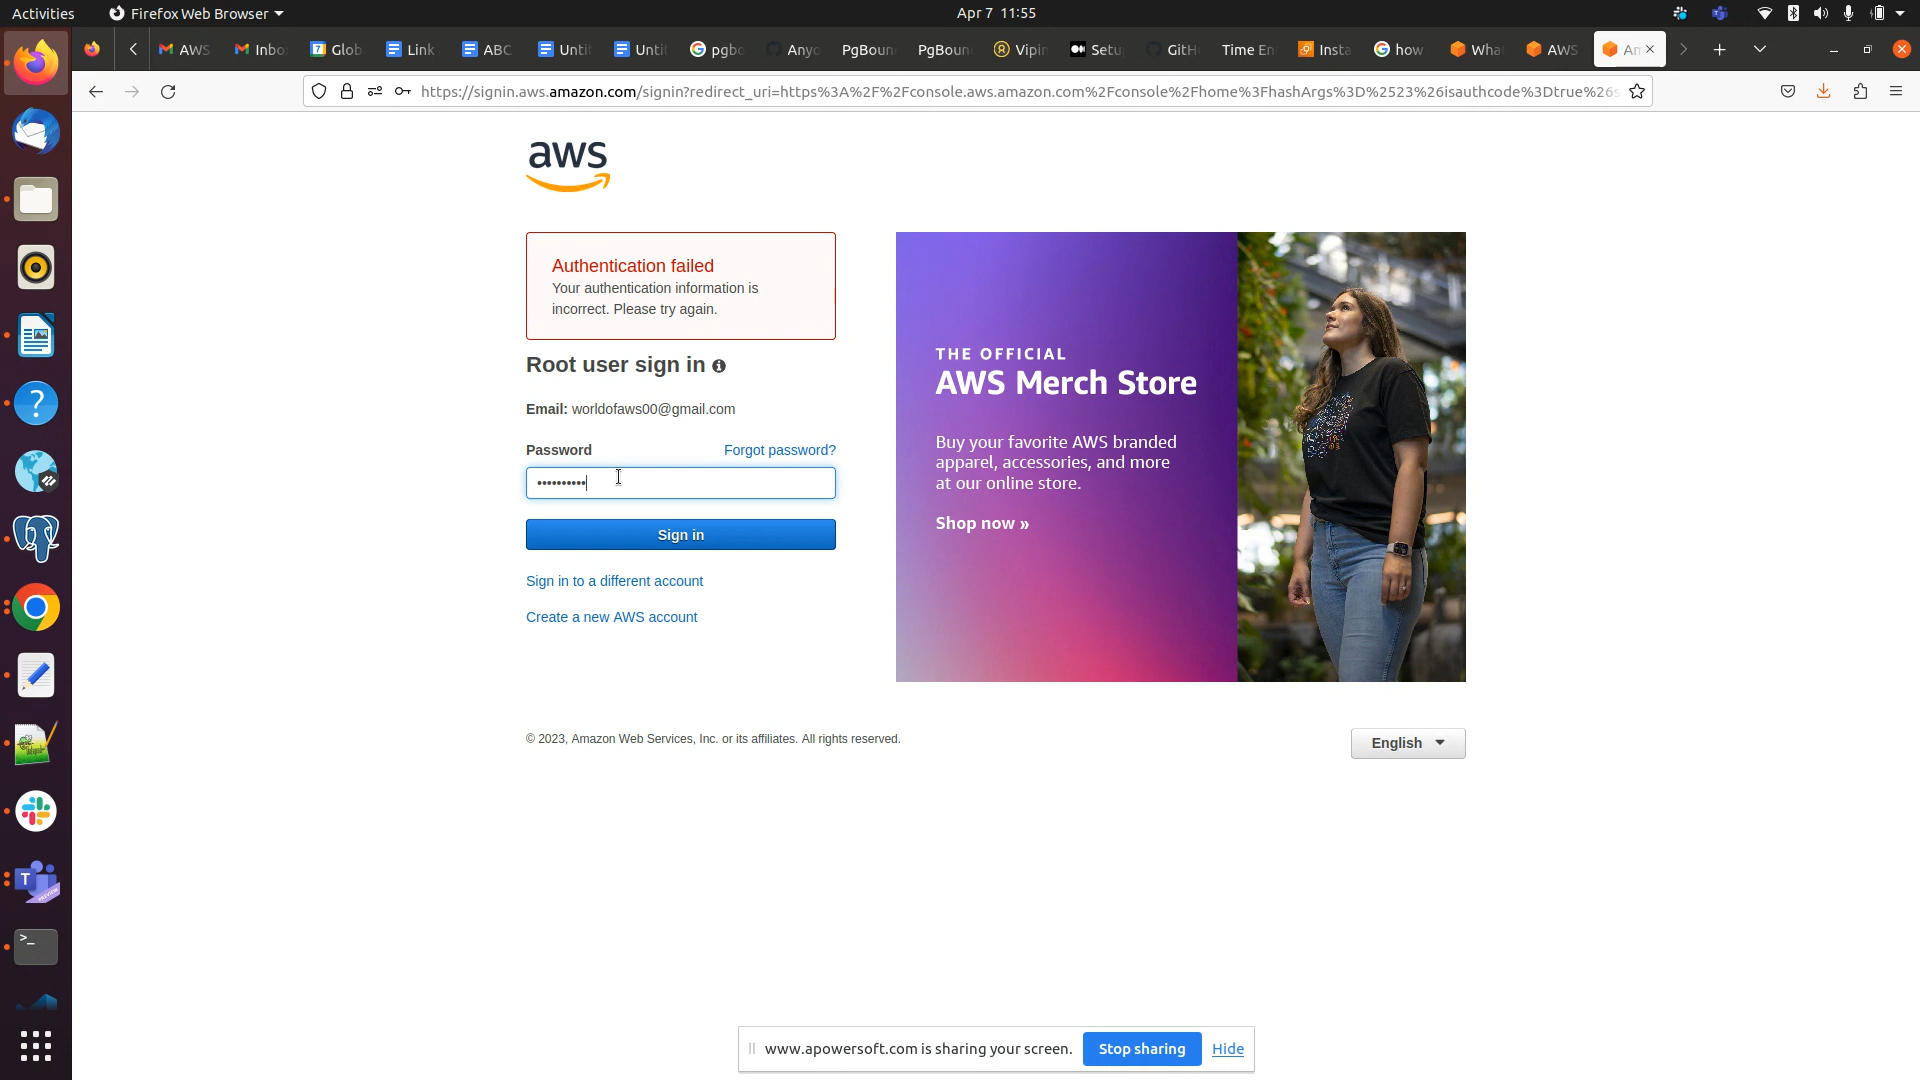 Activities
Firefox Web Browser
Apr 7 11:55
AWS
Inbo
Glob
Link
ABC
Unti
Unti
pgbo
Anyo
PgBoun
PgBoun
Vipin
Setu
GitH
Time En
Insta
how
Wha
AWS
Am
https://signin.aws.amazon.com/signin?redirect_uri=https%3A%2F%2Fconsole.aws.amazon.com%2Fconsole%2Fhome%3FhashArgs%3D%2523%26isauthcode%3Dtrue%26s
aws
Authentication failed
Your authentication information is
incorrect. Please try again.
Root user sign in
Email: worldofaws00@gmail.com
Password
Forgot password?
••••••••••
Sign in
Sign in to a different account
Create a new AWS account
THE OFFICIAL
AWS Merch Store
Buy your favorite AWS branded
apparel, accessories, and more
at our online store.
Shop now »
© 2023, Amazon Web Services, Inc. or its affiliates. All rights reserved.
English
www.apowersoft.com is sharing your screen.
Stop sharing
Hide